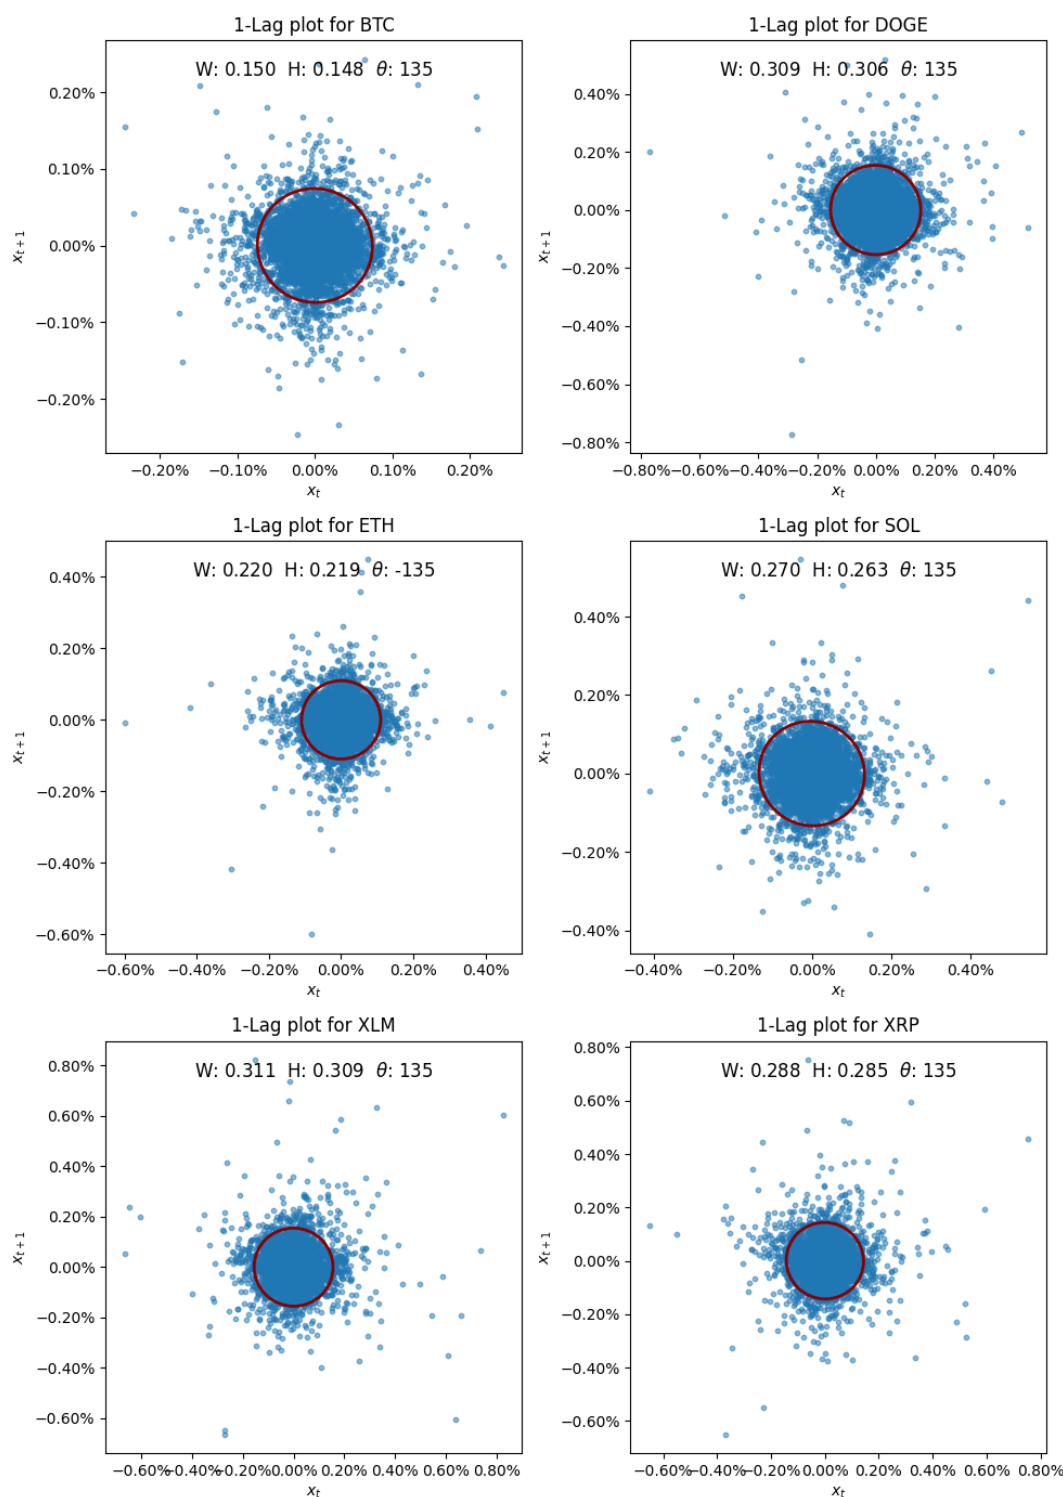 1-Lag plot for BTC
W: 0.150 H: 0.148 θ: 135
0.20%
0.10%
0.00%
−0.10%
−0.20%
x_{t+1}
−0.20% −0.10% 0.00% 0.10% 0.20%
x_t
1-Lag plot for DOGE
W: 0.309 H: 0.306 θ: 135
0.40%
0.20%
0.00%
−0.20%
−0.40%
−0.60%
−0.80%
x_{t+1}
−0.80% −0.60% −0.40% −0.20% 0.00% 0.20% 0.40%
x_t
1-Lag plot for ETH
W: 0.220 H: 0.219 θ: -135
0.40%
0.20%
0.00%
−0.20%
−0.40%
−0.60%
x_{t+1}
−0.60% −0.40% −0.20% 0.00% 0.20% 0.40%
x_t
1-Lag plot for SOL
W: 0.270 H: 0.263 θ: 135
0.40%
0.20%
0.00%
−0.20%
−0.40%
x_{t+1}
−0.40% −0.20% 0.00% 0.20% 0.40%
x_t
1-Lag plot for XLM
W: 0.311 H: 0.309 θ: 135
0.80%
0.60%
0.40%
0.20%
0.00%
−0.20%
−0.40%
−0.60%
x_{t+1}
−0.60% −0.40% −0.20% 0.00% 0.20% 0.40% 0.60% 0.80%
x_t
1-Lag plot for XRP
W: 0.288 H: 0.285 θ: 135
0.80%
0.60%
0.40%
0.20%
0.00%
−0.20%
−0.40%
−0.60%
x_{t+1}
−0.60% −0.40% −0.20% 0.00% 0.20% 0.40% 0.60% 0.80%
x_t